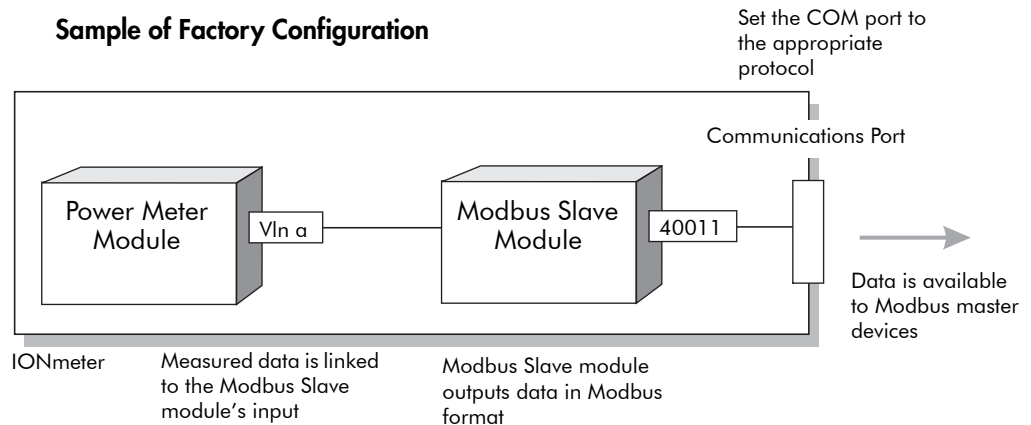 Sample of Factory Configuration
Set the COM port to
the appropriate
protocol
Communications Port
Power Meter
Module
Vln a
Modbus Slave
Module
40011
Data is available
to Modbus master
devices
IONmeter
Measured data is linked
to the Modbus Slave
module's input
Modbus Slave module
outputs data in Modbus
format